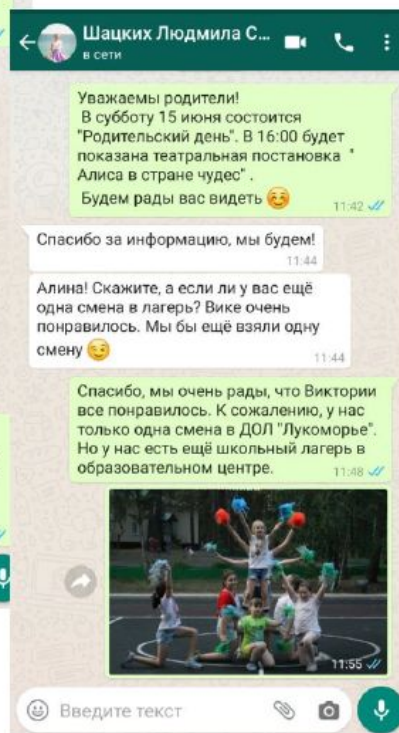 Шацких Людмила С...
в сети
Уважаемы родители!
В субботу 15 июня состоится
"Родительский день". В 16:00 будет
показана театральная постановка "
Алиса в стране чудес" .
Будем рады вас видеть
11:42
Спасибо за информацию, мы будем!
11:44
Алина! Скажите, а если ли у вас ещё
одна смена в лагерь? Вике очень
понравилось. Мы бы ещё взяли одну
смену
11:44
Спасибо, мы очень рады, что Виктории
все понравилось. К сожалению, у нас
только одна смена в ДОЛ "Лукоморье".
Но у нас есть ещё школьный лагерь в
образовательном центре.
11:48
11:55
Введите текст